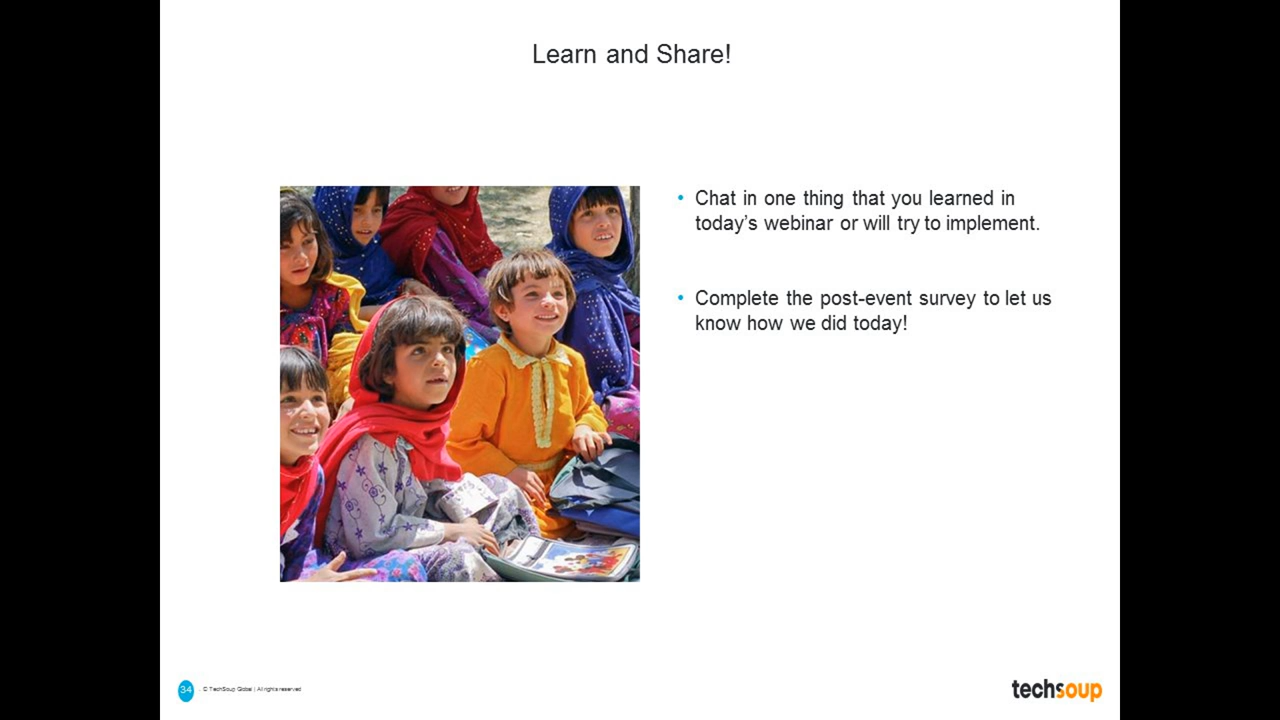 Learn and Share!
• Chat in one thing that you learned in
today's webinar or will try to implement.
• Complete the post-event survey to let us
know how we did today!
34
© TechSoup Global | All rights reserved
techsoup